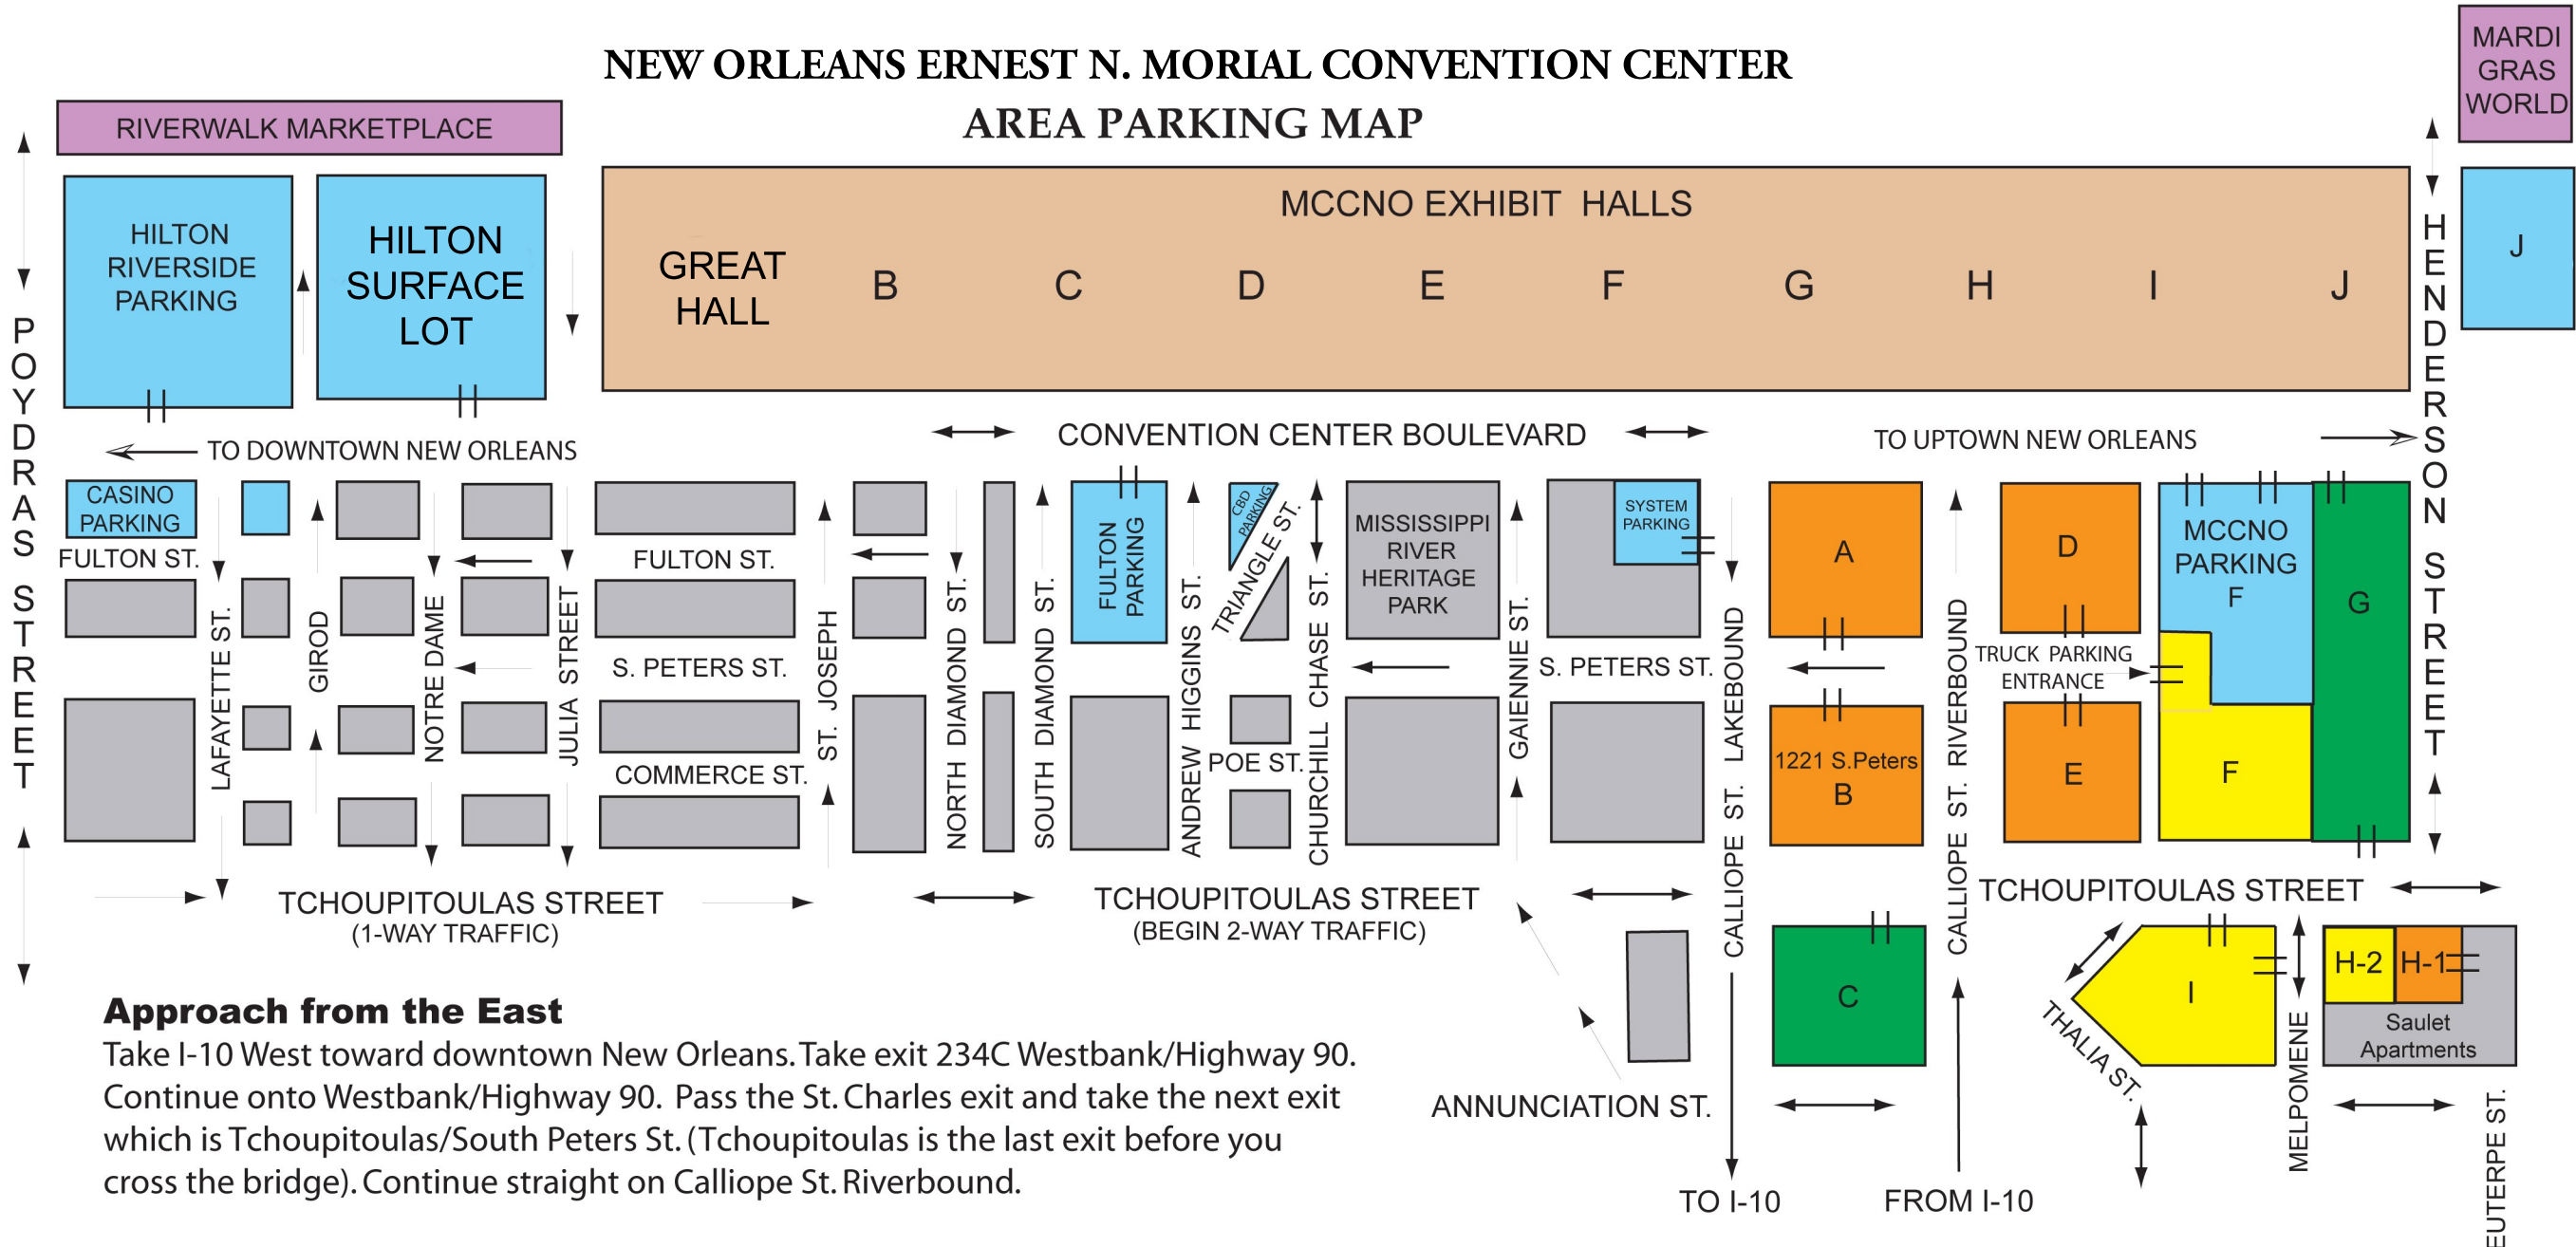 NEW ORLEANS ERNEST N. MORIAL CONVENTION CENTER
AREA PARKING MAP
MARDI
GRAS
WORLD
RIVERWALK MARKETPLACE
HILTON
RIVERSIDE
PARKING
HILTON
SURFACE
LOT
MCCNO EXHIBIT HALLS
GREAT
HALL
B
C
D
E
F
G
H
I
J
J
POYDRAS STREET
HENDERSON STREET
TO DOWNTOWN NEW ORLEANS
CONVENTION CENTER BOULEVARD
TO UPTOWN NEW ORLEANS
CASINO
PARKING
FULTON ST.
LAFAYETTE ST.
GIROD
NOTRE DAME
JULIA STREET
FULTON ST.
S. PETERS ST.
COMMERCE ST.
ST. JOSEPH
NORTH DIAMOND ST.
SOUTH DIAMOND ST.
FULTON
PARKING
ANDREW HIGGINS ST.
CBD
PARKING
TRIANGLE ST.
POE ST.
CHURCHILL CHASE ST.
MISSISSIPPI
RIVER
HERITAGE
PARK
GAIENNIE ST.
SYSTEM
PARKING
S. PETERS ST.
CALLIOPE ST. LAKEBOUND
A
1221 S.Peters
B
CALLIOPE ST. RIVERBOUND
D
TRUCK PARKING
ENTRANCE
E
MCCNO
PARKING
F
F
G
TCHOUPITOULAS STREET
(1-WAY TRAFFIC)
TCHOUPITOULAS STREET
(BEGIN 2-WAY TRAFFIC)
TCHOUPITOULAS STREET
C
I
H-2
H-1
Saulet
Apartments
THALIA ST.
MELPOMENE
EUTERPE ST.
ANNUNCIATION ST.
TO I-10
FROM I-10
Approach from the East
Take I-10 West toward downtown New Orleans. Take exit 234C Westbank/Highway 90.
Continue onto Westbank/Highway 90. Pass the St. Charles exit and take the next exit
which is Tchoupitoulas/South Peters St. (Tchoupitoulas is the last exit before you
cross the bridge). Continue straight on Calliope St. Riverbound.